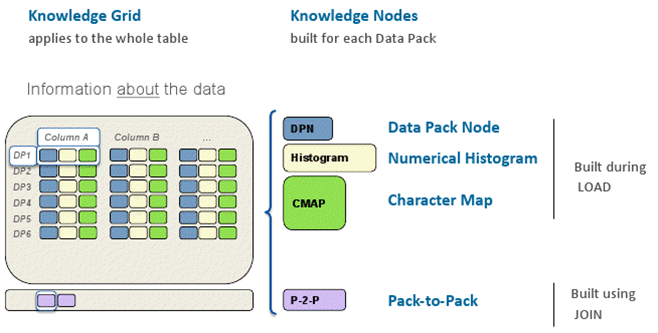 Knowledge Grid
applies to the whole table
Knowledge Nodes
built for each Data Pack
Information about the data
Column A
Column B
...
DP1
DP2
DP3
DP4
DP5
DP6
DPN
Data Pack Node
Histogram
Numerical Histogram
CMAP
Character Map
Built during
LOAD
P-2-P
Pack-to-Pack
Built using
JOIN